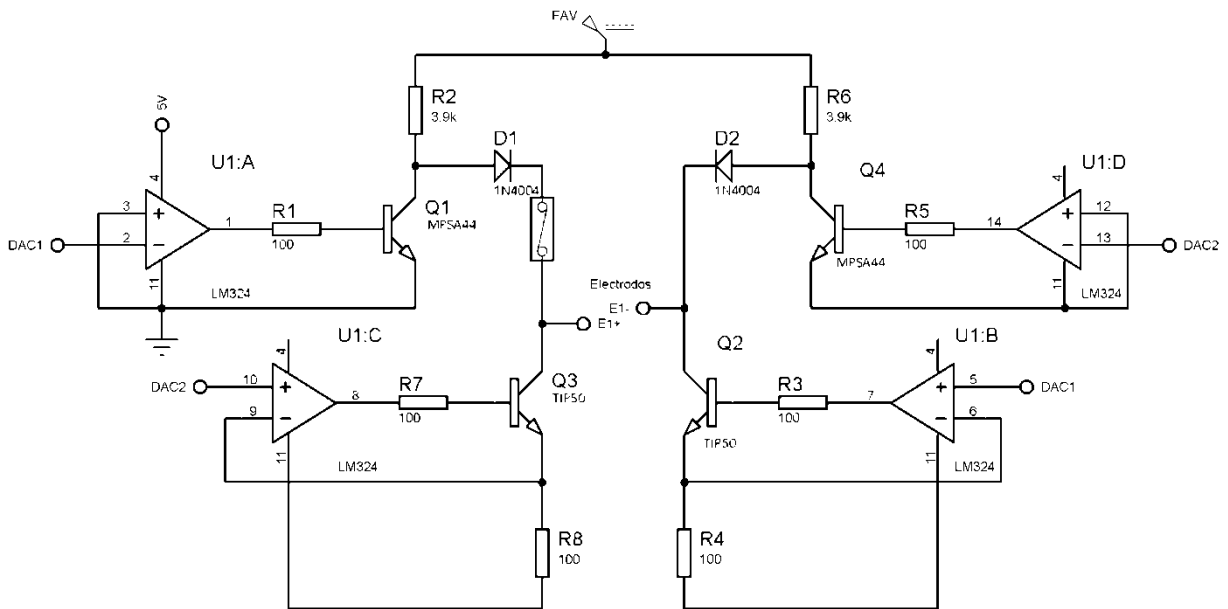 FAV
R2
3.9k
R6
3.9k
5V
U1:A
4
3
2
1
11
LM324
DAC1
R1
100
Q1
MPSA44
D1
1N4004
D2
1N4004
Q4
MPSA44
R5
100
U1:D
4
14
12
13
11
LM324
DAC2
Electrodos
E1-
E1+
U1:C
4
DAC2
10
9
8
11
LM324
R7
100
Q3
TIP50
R8
100
Q2
TIP50
R3
100
U1:B
4
7
5
6
11
LM324
DAC1
R4
100